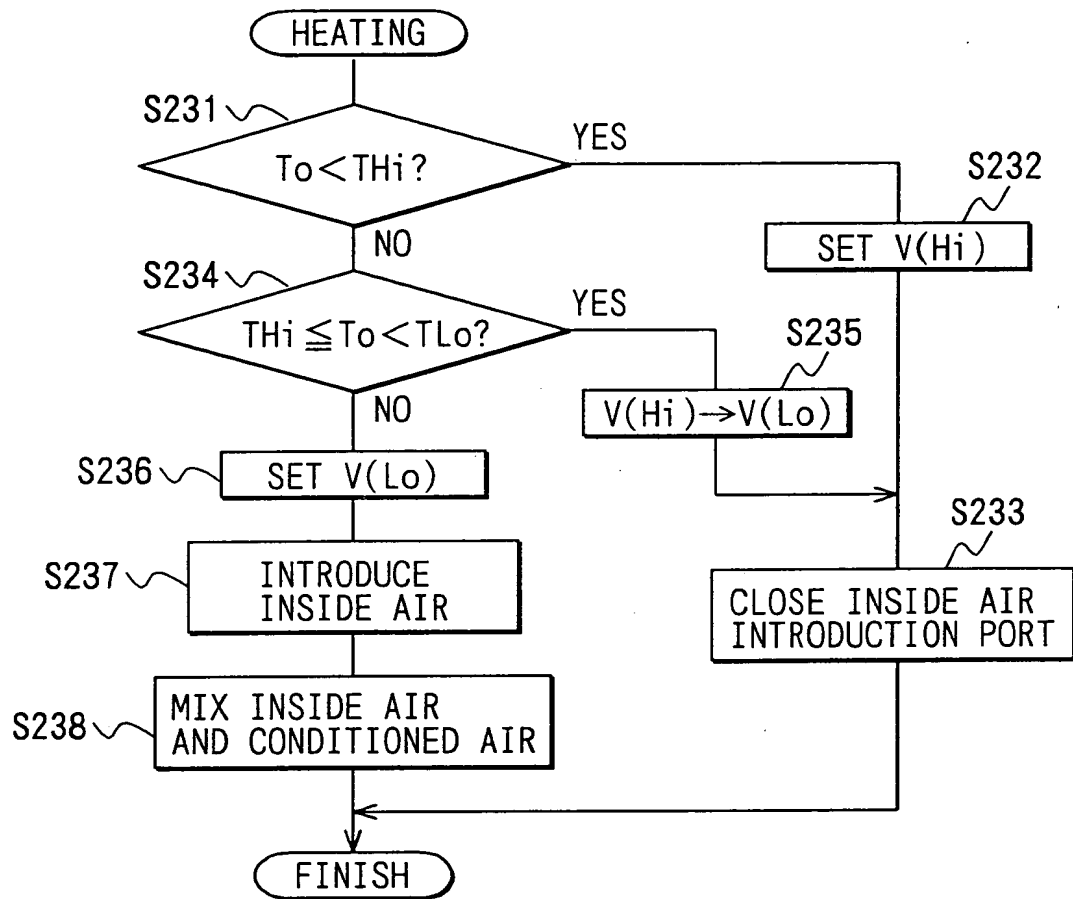 HEATING
S231
To<THi?
YES
S232
SET V(Hi)
NO
S234
THi≦To<TLo?
YES
S235
V(Hi)→V(Lo)
NO
S236
SET V(Lo)
S233
CLOSE INSIDE AIR
INTRODUCTION PORT
S237
INTRODUCE
INSIDE AIR
S238
MIX INSIDE AIR
AND CONDITIONED AIR
FINISH